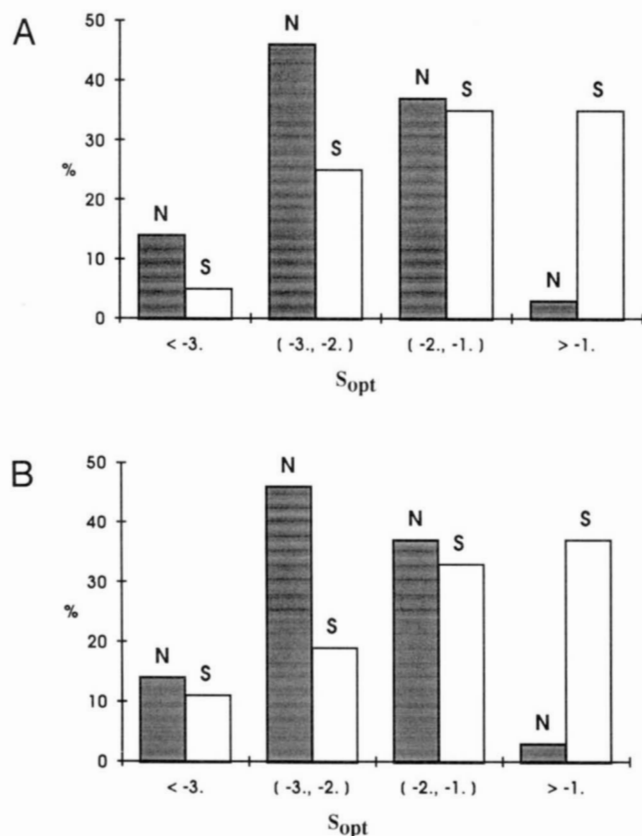 A
50
40
30
20
10
0
%
N
S
N
S
N
S
N
S
< -3.
( -3., -2. )
( -2., -1. )
> -1.
Sopt
B
50
40
30
20
10
0
%
N
S
N
S
N
S
N
S
< -3.
( -3., -2. )
( -2., -1. )
> -1.
Sopt